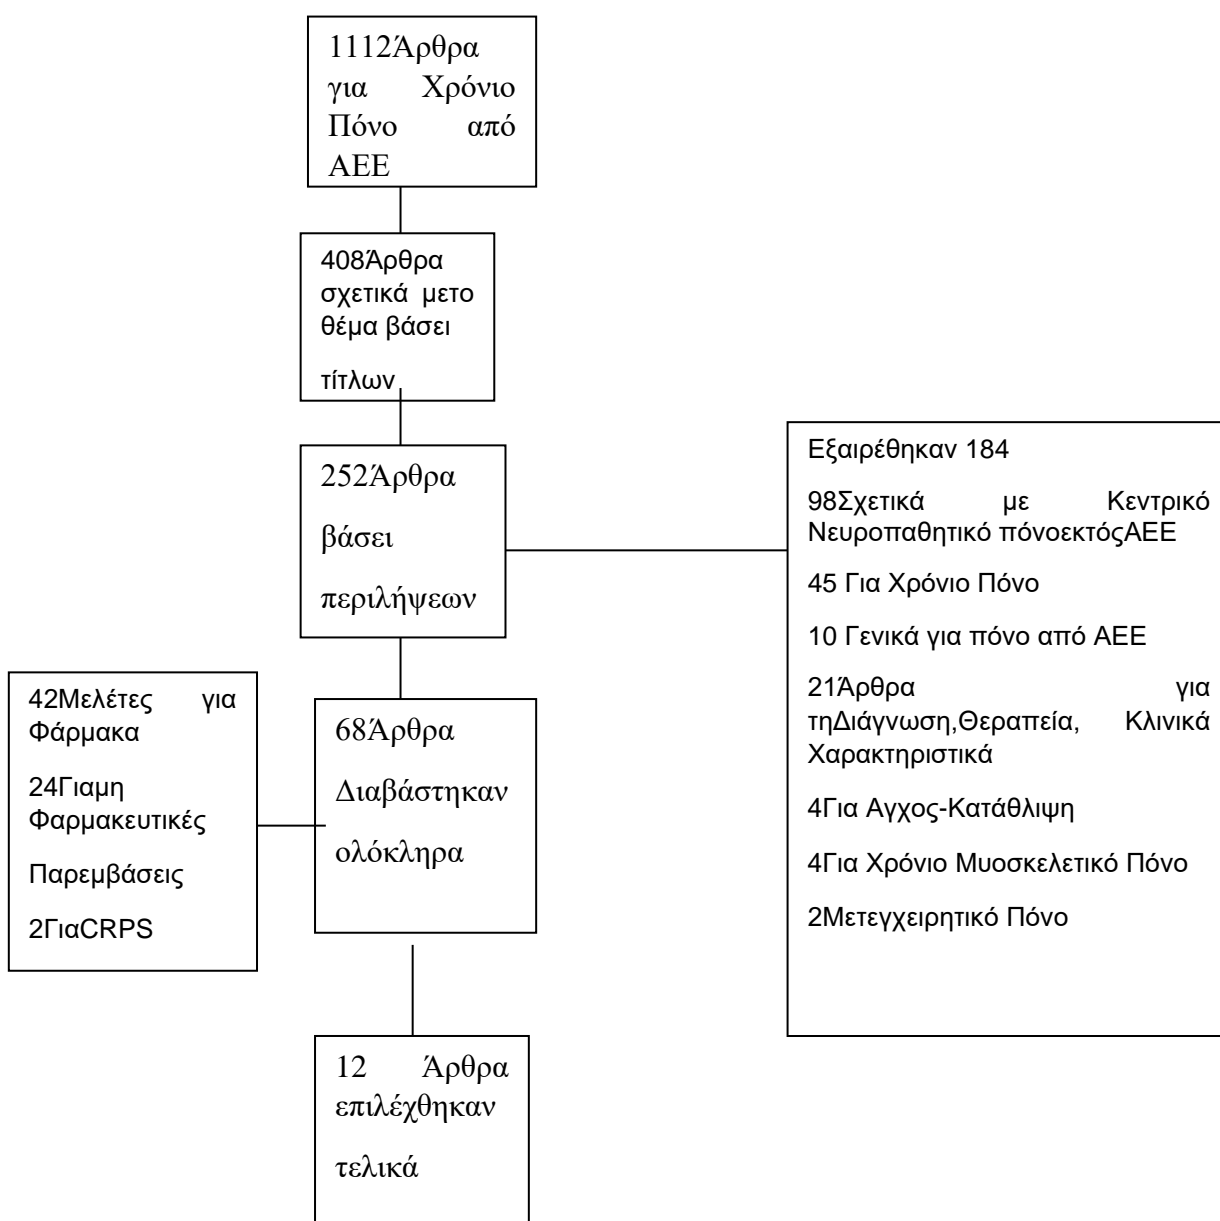 1112Άρθρα
για Χρόνιο
Πόνο από
ΑΕΕ
408Άρθρα
σχετικά μετο
θέμα βάσει
τίτλων
252Άρθρα
βάσει
περιλήψεων
Εξαιρέθηκαν 184
98Σχετικά με Κεντρικό
Νευροπαθητικό πόνοεκτόςΑΕΕ
45 Για Χρόνιο Πόνο
10 Γενικά για πόνο από ΑΕΕ
21Άρθρα για
τηΔιάγνωση,Θεραπεία, Κλινικά
Χαρακτηριστικά
4Για Αγχος-Κατάθλιψη
4Για Χρόνιο Μυοσκελετικό Πόνο
2Μετεγχειρητικό Πόνο
42Μελέτες για
Φάρμακα
24Γιαμη
Φαρμακευτικές
Παρεμβάσεις
2ΓιαCRPS
68Άρθρα
Διαβάστηκαν
ολόκληρα
12 Άρθρα
επιλέχθηκαν
τελικά